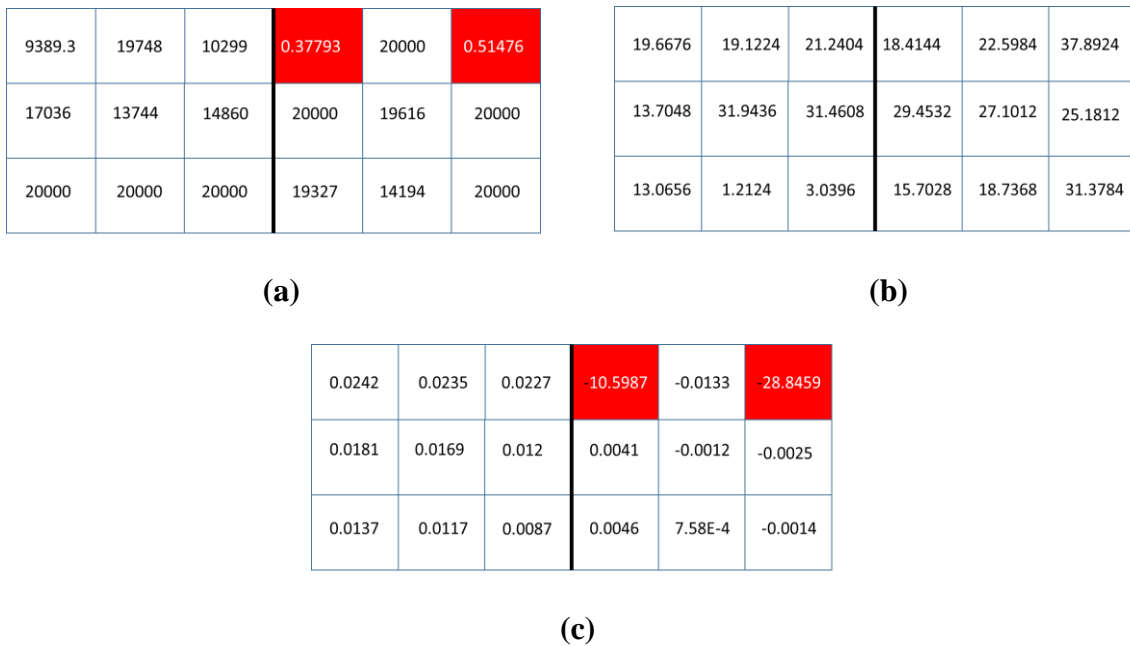 9389.3 19748 10299 0.37793 20000 0.51476
17036 13744 14860 20000 19616 20000
20000 20000 20000 19327 14194 20000
(a)
19.6676 19.1224 21.2404 18.4144 22.5984 37.8924
13.7048 31.9436 31.4608 29.4532 27.1012 25.1812
13.0656 1.2124 3.0396 15.7028 18.7368 31.3784
(b)
0.0242 0.0235 0.0227 -10.5987 -0.0133 -28.8459
0.0181 0.0169 0.012 0.0041 -0.0012 -0.0025
0.0137 0.0117 0.0087 0.0046 7.58E-4 -0.0014
(c)